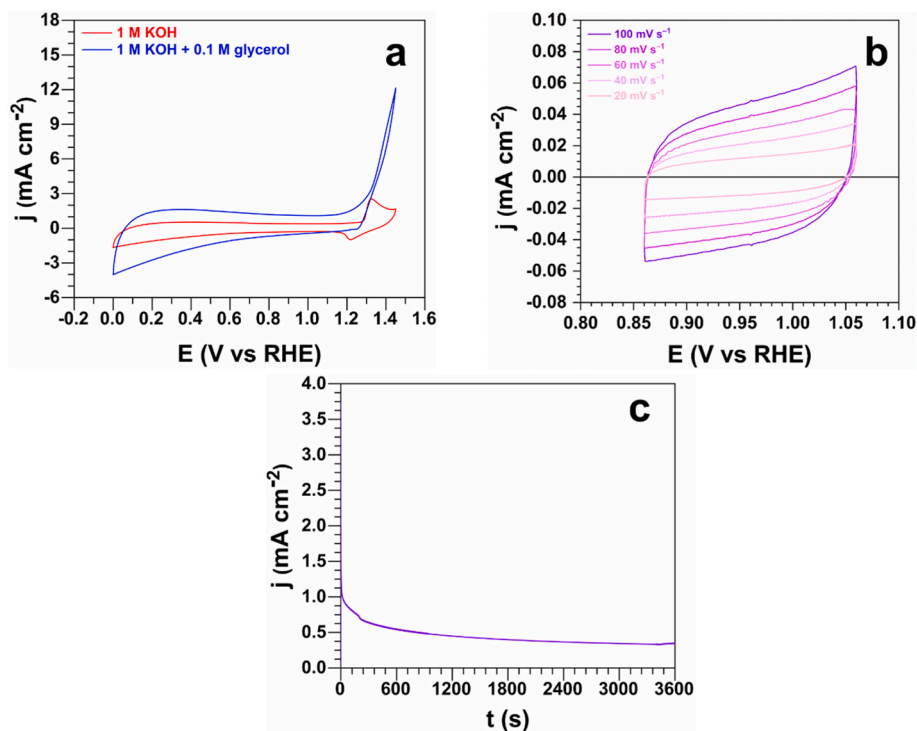 1 M KOH
1 M KOH + 0.1 M glycerol
a
18
15
12
9
6
3
0
-3
-6
j (mA cm⁻²)
-0.2 0.0 0.2 0.4 0.6 0.8 1.0 1.2 1.4 1.6
E (V vs RHE)
100 mV s⁻¹
80 mV s⁻¹
60 mV s⁻¹
40 mV s⁻¹
20 mV s⁻¹
b
0.10
0.08
0.06
0.04
0.02
0.00
-0.02
-0.04
-0.06
-0.08
j (mA cm⁻²)
0.80 0.85 0.90 0.95 1.00 1.05 1.10
E (V vs RHE)
c
4.0
3.5
3.0
2.5
2.0
1.5
1.0
0.5
0.0
j (mA cm⁻²)
0 600 1200 1800 2400 3000 3600
t (s)